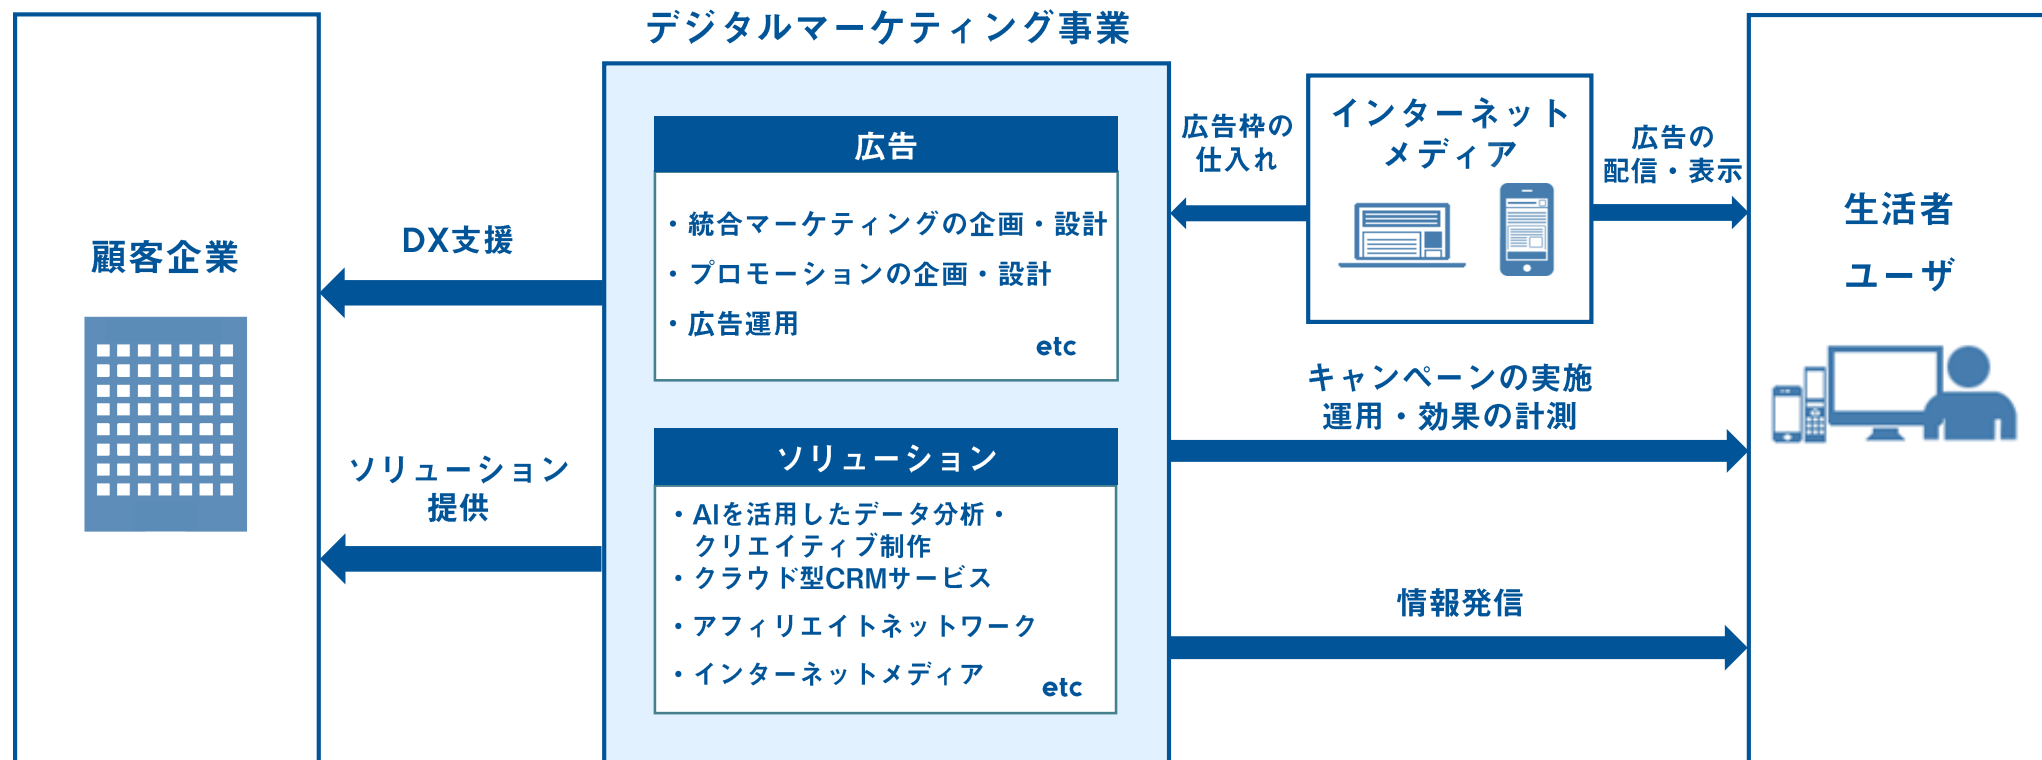 デジタルマーケティング事業
顧客企業
DX支援
ソリューション
提供
広告
・統合マーケティングの企画・設計
・プロモーションの企画・設計
・広告運用
etc
ソリューション
・AIを活用したデータ分析・
クリエイティブ制作
・クラウド型CRMサービス
・アフィリエイトネットワーク
・インターネットメディア
etc
広告枠の
仕入れ
インターネット
メディア
広告の
配信・表示
キャンペーンの実施
運用・効果の計測
情報発信
生活者
ユーザ